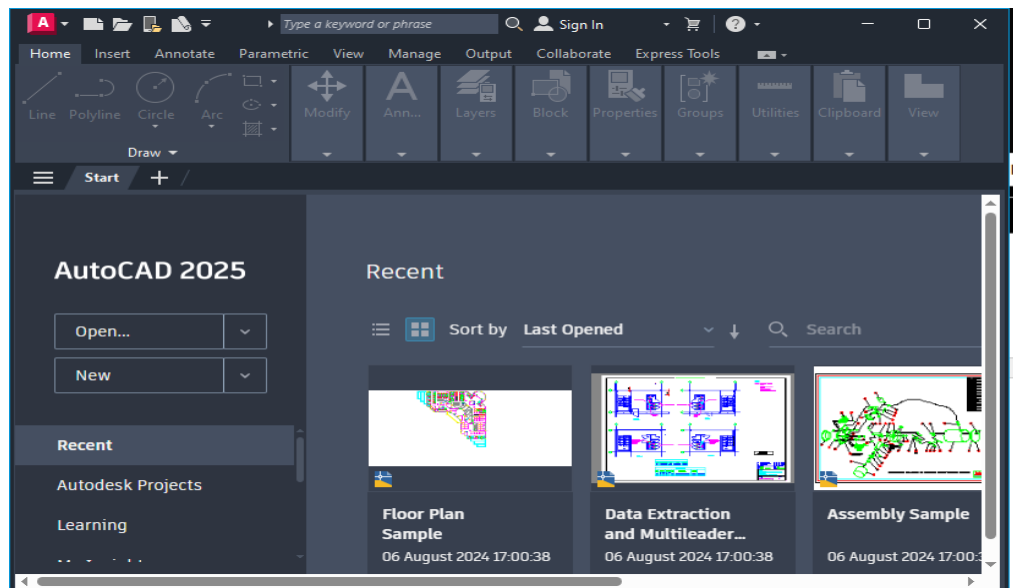 A Type a keyword or phrase Sign In ?
Home Insert Annotate Parametric View Manage Output Collaborate Express Tools
Line Polyline Circle Arc Modify Ann... Layers Block Properties Groups Utilities Clipboard View
Draw
Start
AutoCAD 2025
Open...
New
Recent
Autodesk Projects
Learning
Recent
Sort by Last Opened Search
Floor Plan
Sample
06 August 2024 17:00:38
Data Extraction
and Multileader...
06 August 2024 17:00:38
Assembly Sample
06 August 2024 17:00:3